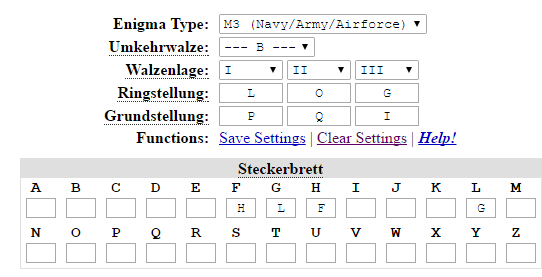 Enigma Type: M3 (Navy/Army/Airforce)
Umkehrwalze: --- B ---
Walzenlage: I II III
Ringstellung: L O G
Grundstellung: P Q I
Functions: Save Settings | Clear Settings | Help!
Steckerbrett
A B C D E F G H I J K L M
H L F G
N O P Q R S T U V W X Y Z